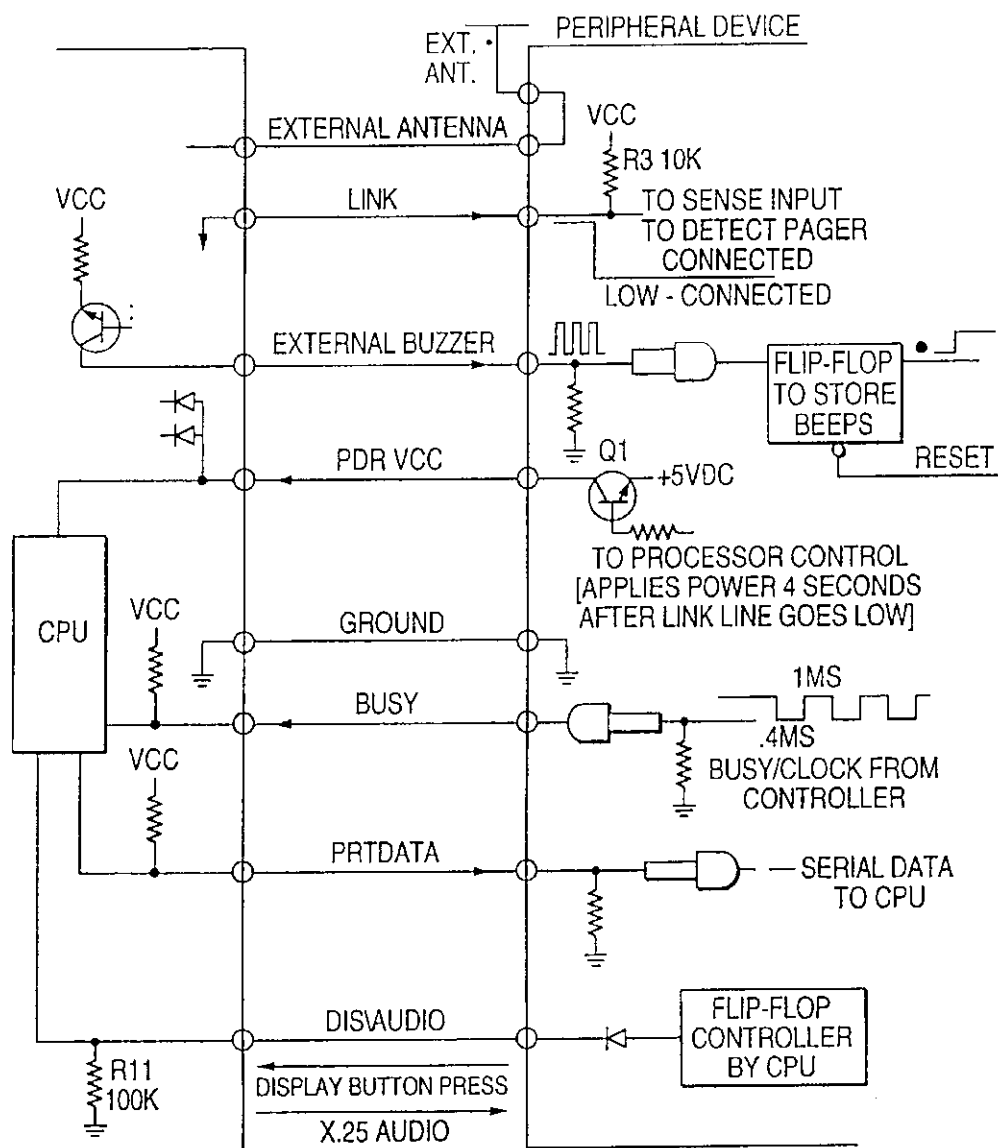 PERIPHERAL DEVICE
EXT.
ANT.
EXTERNAL ANTENNA
VCC
R3 10K
VCC
LINK
TO SENSE INPUT
TO DETECT PAGER
CONNECTED
LOW - CONNECTED
EXTERNAL BUZZER
FLIP-FLOP
TO STORE
BEEPS
RESET
PDR VCC
Q1
+5VDC
TO PROCESSOR CONTROL
[APPLIES POWER 4 SECONDS
AFTER LINK LINE GOES LOW]
CPU
VCC
GROUND
BUSY
1MS
.4MS
BUSY/CLOCK FROM
CONTROLLER
VCC
PRTDATA
SERIAL DATA
TO CPU
DIS\AUDIO
FLIP-FLOP
CONTROLLER
BY CPU
R11
100K
DISPLAY BUTTON PRESS
X.25 AUDIO